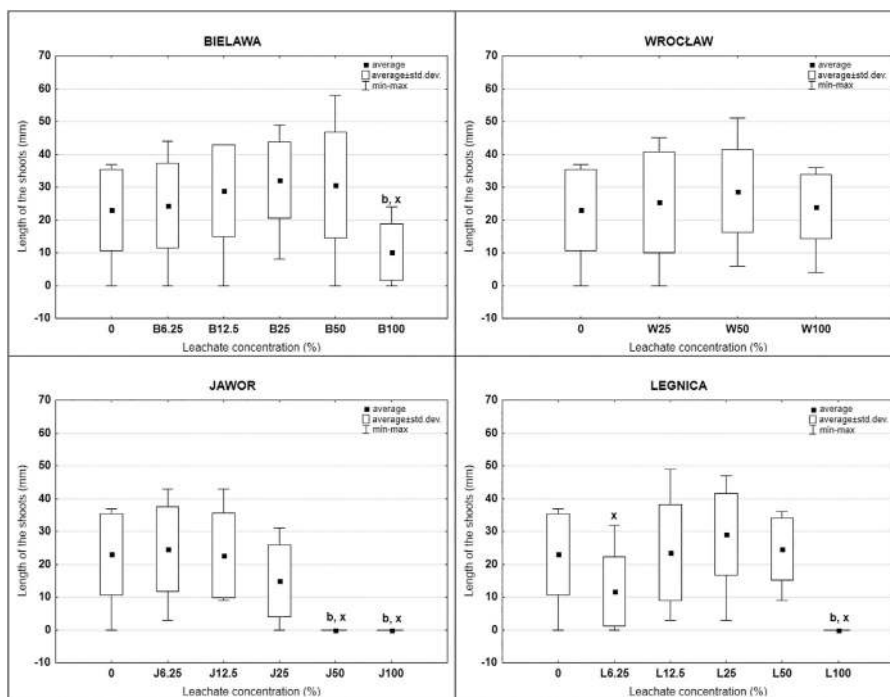 BIELAWA
70
60
50
40
30
20
10
0
-10
Length of the shoots (mm)
average
average±std.dev.
min-max
b, x
0 B6.25 B12.5 B25 B50 B100
Leachate concentration (%)
WROCŁAW
70
60
50
40
30
20
10
0
-10
Length of the shoots (mm)
average
average±std.dev.
min-max
0 W25 W50 W100
Leachate concentration (%)
JAWOR
70
60
50
40
30
20
10
0
-10
Length of the shoots (mm)
average
average±std.dev.
min-max
b, x b, x
0 J6.25 J12.5 J25 J50 J100
Leachate concentration (%)
LEGNICA
70
60
50
40
30
20
10
0
-10
Length of the shoots (mm)
average
average±std.dev.
min-max
x
b, x
0 L6.25 L12.5 L25 L50 L100
Leachate concentration (%)